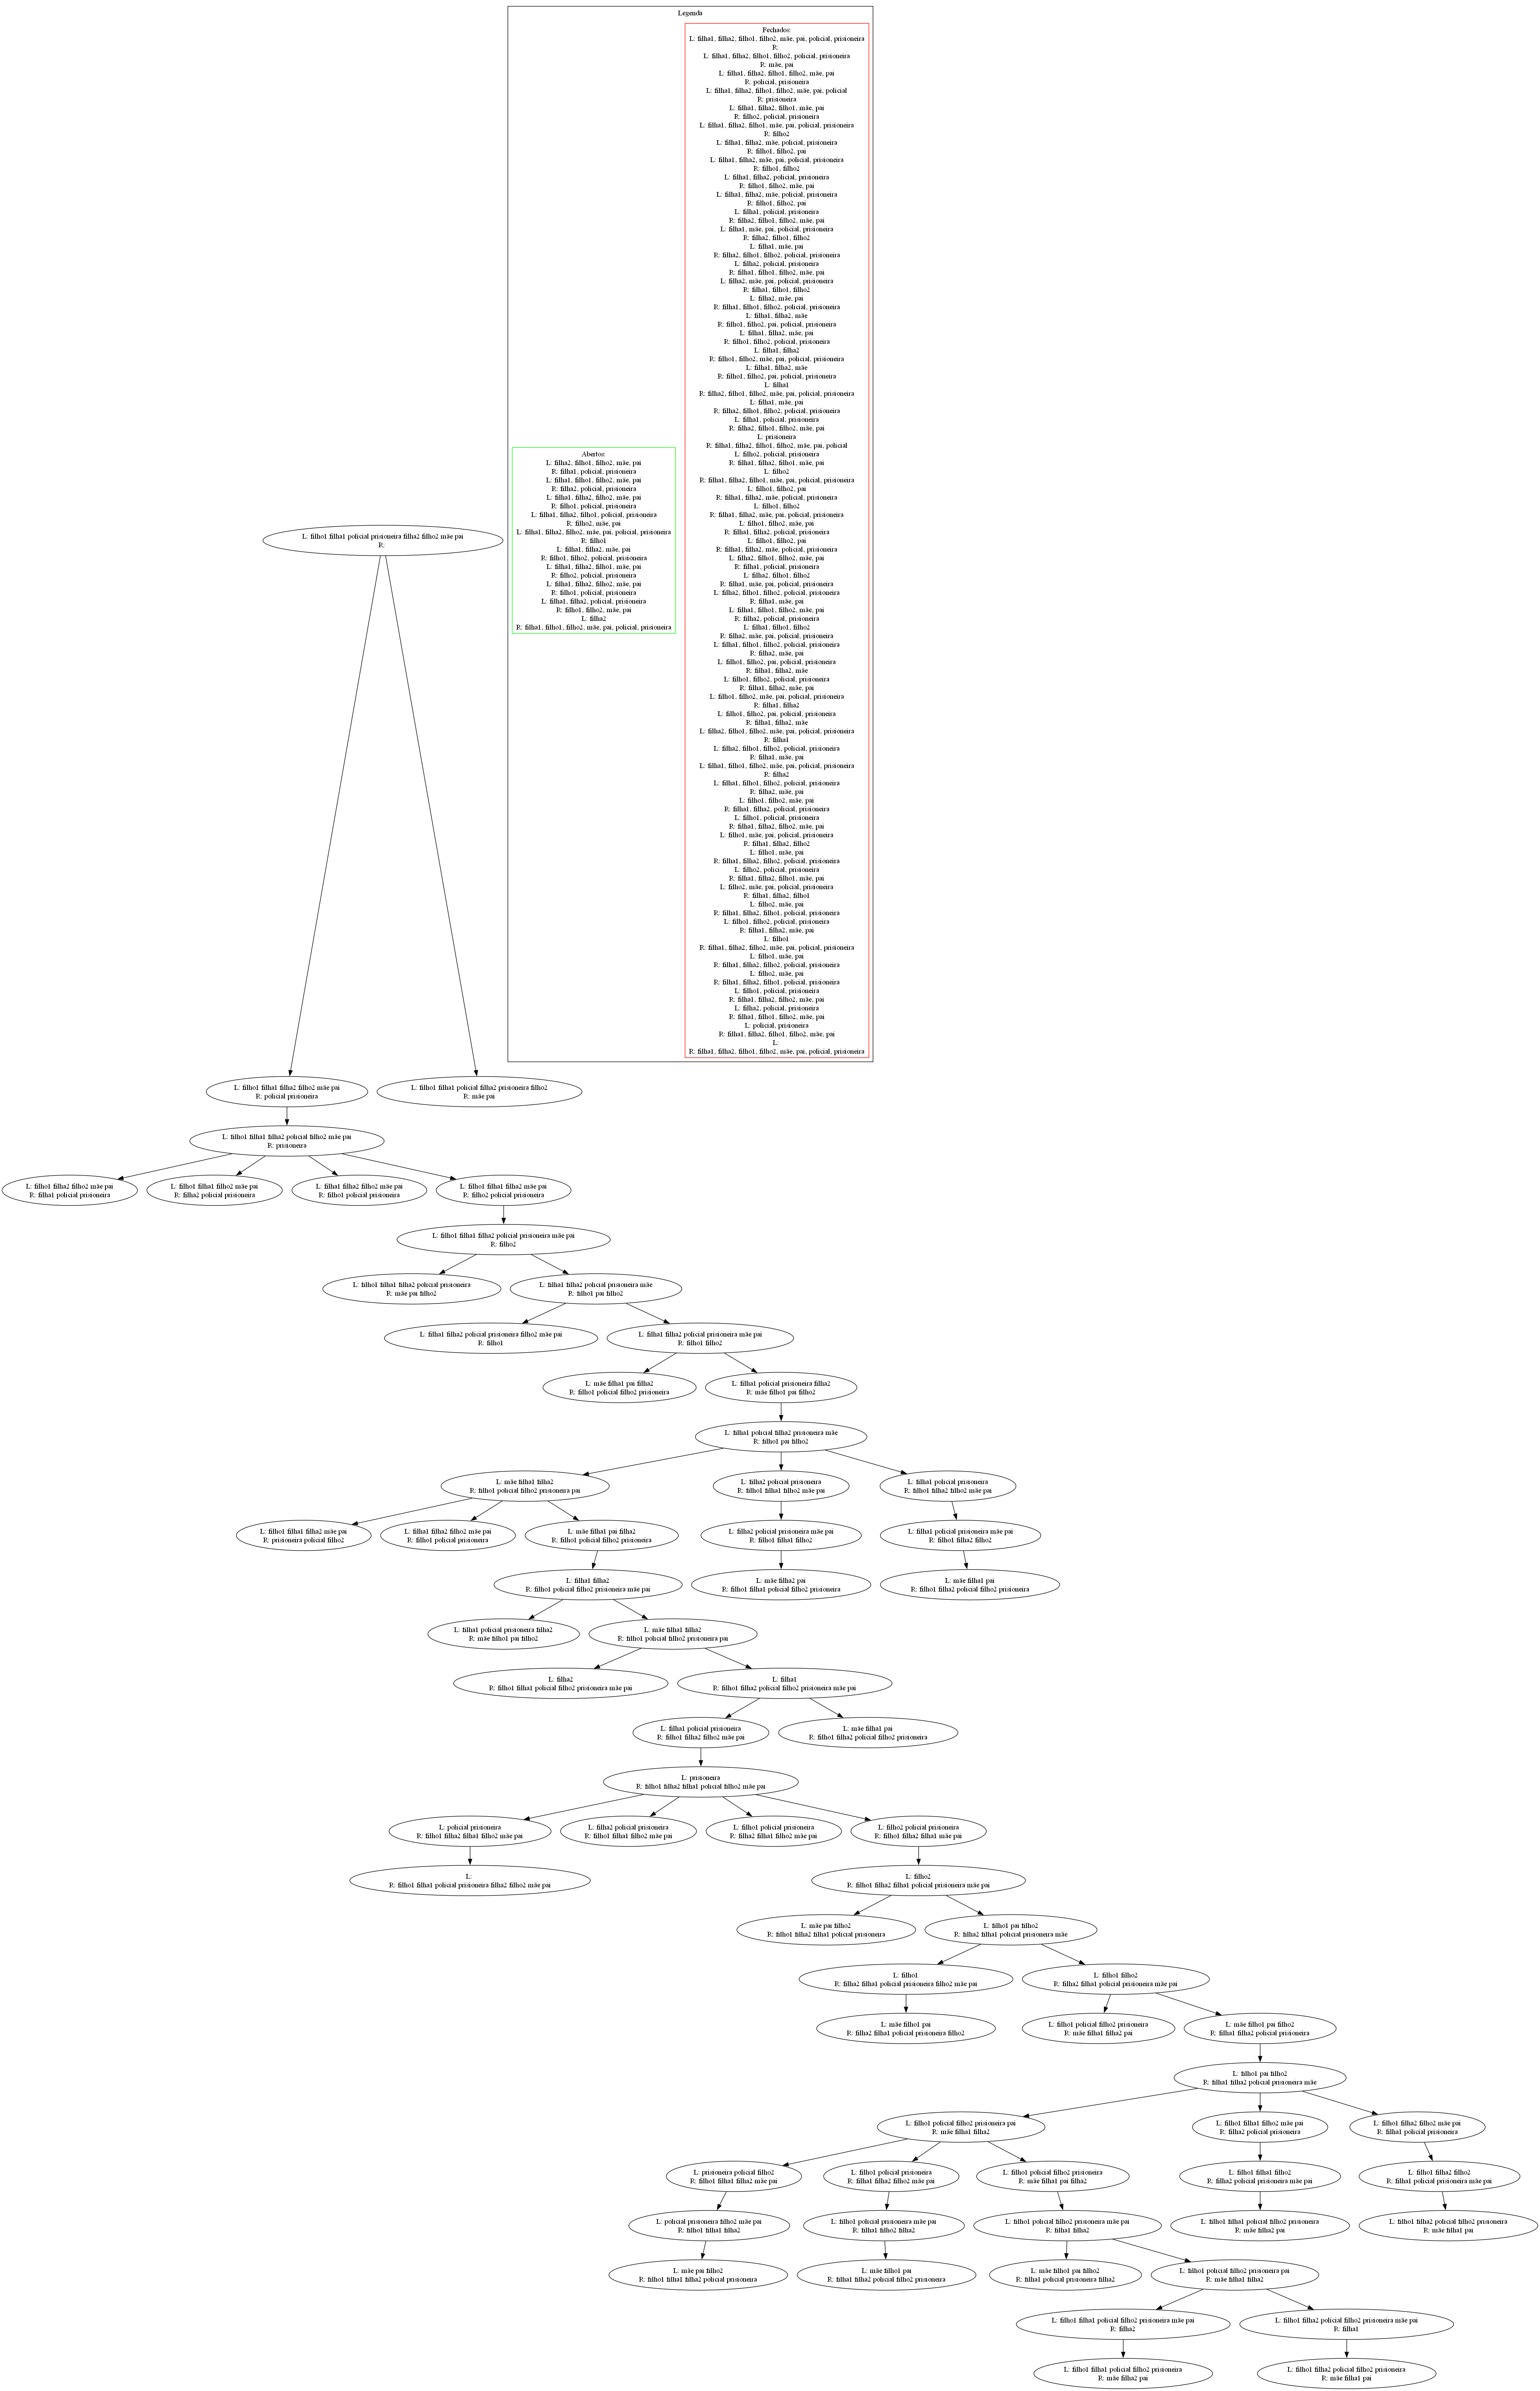 Legenda
Abertos:
L: filha2, filho1, filho2, mãe, pai
R: filha1, policial, prisioneira
L: filha1, filho1, filho2, mãe, pai
R: filha2, policial, prisioneira
L: filha1, filha2, filho2, mãe, pai
R: filho1, policial, prisioneira
L: filha1, filha2, filho1, policial, prisioneira
R: filho2, mãe, pai
L: filha1, filha2, filho2, mãe, pai, policial, prisioneira
R: filho1
L: filha1, filha2, mãe, pai
R: filho1, filho2, policial, prisioneira
L: filha1, filha2, filho1, mãe, pai
R: filho2, policial, prisioneira
L: filha1, filha2, filho2, mãe, pai
R: filho1, policial, prisioneira
L: filha1, filha2, policial, prisioneira
R: filho1, filho2, mãe, pai
L: filha2
R: filha1, filho1, filho2, mãe, pai, policial, prisioneira
Fechados:
L: filha1, filha2, filho1, filho2, mãe, pai, policial, prisioneira
R:
L: filha1, filha2, filho1, filho2, policial, prisioneira
R: mãe, pai
L: filha1, filha2, filho1, filho2, mãe, pai
R: policial, prisioneira
L: filha1, filha2, filho1, filho2, mãe, pai, policial
R: prisioneira
L: filha1, filha2, filho1, mãe, pai
R: filho2, policial, prisioneira
L: filha1, filha2, filho1, mãe, pai, policial, prisioneira
R: filho2
L: filha1, filha2, mãe, policial, prisioneira
R: filho1, filho2, pai
L: filha1, filha2, mãe, pai, policial, prisioneira
R: filho1, filho2
L: filha1, filha2, policial, prisioneira
R: filho1, filho2, mãe, pai
L: filha1, filha2, mãe, policial, prisioneira
R: filho1, filho2, pai
L: filha1, policial, prisioneira
R: filha2, filho1, filho2, mãe, pai
L: filha1, mãe, pai, policial, prisioneira
R: filha2, filho1, filho2
L: filha1, mãe, pai
R: filha2, filho1, filho2, policial, prisioneira
L: filha2, policial, prisioneira
R: filha1, filho1, filho2, mãe, pai
L: filha2, mãe, pai, policial, prisioneira
R: filha1, filho1, filho2
L: filha2, mãe, pai
R: filha1, filho1, filho2, policial, prisioneira
L: filha1, filha2, mãe
R: filho1, filho2, pai, policial, prisioneira
L: filha1, filha2, mãe, pai
R: filho1, filho2, policial, prisioneira
L: filha1, filha2
R: filho1, filho2, mãe, pai, policial, prisioneira
L: filha1, filha2, mãe
R: filho1, filho2, pai, policial, prisioneira
L: filha1
R: filha2, filho1, filho2, mãe, pai, policial, prisioneira
L: filha1, mãe, pai
R: filha2, filho1, filho2, policial, prisioneira
L: filha1, policial, prisioneira
R: filha2, filho1, filho2, mãe, pai
L: prisioneira
R: filha1, filha2, filho1, filho2, mãe, pai, policial
L: filho2, policial, prisioneira
R: filha1, filha2, filho1, mãe, pai
L: filho2
R: filha1, filha2, filho1, mãe, pai, policial, prisioneira
L: filho1, filho2, pai
R: filha1, filha2, mãe, policial, prisioneira
L: filho1, filho2
R: filha1, filha2, mãe, pai, policial, prisioneira
L: filho1, filho2, mãe, pai
R: filha1, filha2, policial, prisioneira
L: filho1, filho2, pai
R: filha1, filha2, mãe, policial, prisioneira
L: filha2, filho1, filho2, mãe, pai
R: filha1, policial, prisioneira
L: filha2, filho1, filho2
R: filha1, mãe, pai, policial, prisioneira
L: filha2, filho1, filho2, policial, prisioneira
R: filha1, mãe, pai
L: filha1, filho1, filho2, mãe, pai
R: filha2, policial, prisioneira
L: filha1, filho1, filho2
R: filha2, mãe, pai, policial, prisioneira
L: filha1, filho1, filho2, policial, prisioneira
R: filha2, mãe, pai
L: filho1, filho2, pai, policial, prisioneira
R: filha1, filha2, mãe
L: filho1, filho2, policial, prisioneira
R: filha1, filha2, mãe, pai
L: filho1, filho2, mãe, pai, policial, prisioneira
R: filha1, filha2
L: filho1, filho2, pai, policial, prisioneira
R: filha1, filha2, mãe
L: filha2, filho1, filho2, mãe, pai, policial, prisioneira
R: filha1
L: filha2, filho1, filho2, policial, prisioneira
R: filha1, mãe, pai
L: filha1, filho1, filho2, mãe, pai, policial, prisioneira
R: filha2
L: filha1, filho1, filho2, policial, prisioneira
R: filha2, mãe, pai
L: filho1, filho2, mãe, pai
R: filha1, filha2, policial, prisioneira
L: filho1, policial, prisioneira
R: filha1, filha2, filho2, mãe, pai
L: filho1, mãe, pai, policial, prisioneira
R: filha1, filha2, filho2
L: filho1, mãe, pai
R: filha1, filha2, filho2, policial, prisioneira
L: filho2, policial, prisioneira
R: filha1, filha2, filho1, mãe, pai
L: filho2, mãe, pai, policial, prisioneira
R: filha1, filha2, filho1
L: filho2, mãe, pai
R: filha1, filha2, filho1, policial, prisioneira
L: filho1, filho2, policial, prisioneira
R: filha1, filha2, mãe, pai
L: filho1
R: filha1, filha2, filho2, mãe, pai, policial, prisioneira
L: filho1, mãe, pai
R: filha1, filha2, filho2, policial, prisioneira
L: filho2, mãe, pai
R: filha1, filha2, filho1, policial, prisioneira
L: filho1, policial, prisioneira
R: filha1, filha2, filho2, mãe, pai
L: filha2, policial, prisioneira
R: filha1, filho1, filho2, mãe, pai
L: policial, prisioneira
R: filha1, filha2, filho1, filho2, mãe, pai
L:
R: filha1, filha2, filho1, filho2, mãe, pai, policial, prisioneira
L: filho1 filha1 policial prisioneira filha2 filho2 mãe pai
R:
L: filho1 filha1 filha2 filho2 mãe pai
R: policial prisioneira
L: filho1 filha1 policial filha2 prisioneira filho2
R: mãe pai
L: filho1 filha1 filha2 policial filho2 mãe pai
R: prisioneira
L: filho1 filha2 filho2 mãe pai
R: filha1 policial prisioneira
L: filho1 filha1 filho2 mãe pai
R: filha2 policial prisioneira
L: filha1 filha2 filho2 mãe pai
R: filho1 policial prisioneira
L: filho1 filha1 filha2 mãe pai
R: filho2 policial prisioneira
L: filho1 filha1 filha2 policial prisioneira mãe pai
R: filho2
L: filho1 filha1 filha2 policial prisioneira
R: mãe pai filho2
L: filha1 filha2 policial prisioneira mãe
R: filho1 pai filho2
L: filha1 filha2 policial prisioneira filho2 mãe pai
R: filho1
L: filha1 filha2 policial prisioneira mãe pai
R: filho1 filho2
L: mãe filha1 pai filha2
R: filho1 policial filho2 prisioneira
L: filha1 policial prisioneira filha2
R: mãe filho1 pai filho2
L: filha1 policial filha2 prisioneira mãe
R: filho1 pai filho2
L: mãe filha1 filha2
R: filho1 policial filho2 prisioneira pai
L: filha2 policial prisioneira
R: filho1 filha1 filho2 mãe pai
L: filha1 policial prisioneira
R: filho1 filha2 filho2 mãe pai
L: filho1 filha1 filha2 mãe pai
R: prisioneira policial filho2
L: filha1 filha2 filho2 mãe pai
R: filho1 policial prisioneira
L: mãe filha1 pai filha2
R: filho1 policial filho2 prisioneira
L: filha2 policial prisioneira mãe pai
R: filho1 filha1 filho2
L: filha1 policial prisioneira mãe pai
R: filho1 filha2 filho2
L: filha1 filha2
R: filho1 policial filho2 prisioneira mãe pai
L: mãe filha2 pai
R: filho1 filha1 policial filho2 prisioneira
L: mãe filha1 pai
R: filho1 filha2 policial filho2 prisioneira
L: filha1 policial prisioneira filha2
R: mãe filho1 pai filho2
L: mãe filha1 filha2
R: filho1 policial filho2 prisioneira pai
L: filha2
R: filho1 filha1 policial filho2 prisioneira mãe pai
L: filha1
R: filho1 filha2 policial filho2 prisioneira mãe pai
L: filha1 policial prisioneira
R: filho1 filha2 filho2 mãe pai
L: mãe filha1 pai
R: filho1 filha2 policial filho2 prisioneira
L: prisioneira
R: filho1 filha2 filha1 policial filho2 mãe pai
L: policial prisioneira
R: filho1 filha2 filha1 filho2 mãe pai
L: filha2 policial prisioneira
R: filho1 filha1 filho2 mãe pai
L: filho1 policial prisioneira
R: filha2 filha1 filho2 mãe pai
L: filho2 policial prisioneira
R: filho1 filha2 filha1 mãe pai
L:
R: filho1 filha1 policial prisioneira filha2 filho2 mãe pai
L: filho2
R: filho1 filha2 filha1 policial prisioneira mãe pai
L: mãe pai filho2
R: filho1 filha2 filha1 policial prisioneira
L: filho1 pai filho2
R: filha2 filha1 policial prisioneira mãe
L: filho1
R: filha2 filha1 policial prisioneira filho2 mãe pai
L: filho1 filho2
R: filha2 filha1 policial prisioneira mãe pai
L: mãe filho1 pai
R: filha2 filha1 policial prisioneira filho2
L: filho1 policial filho2 prisioneira
R: mãe filha1 filha2 pai
L: mãe filho1 pai filho2
R: filha1 filha2 policial prisioneira
L: filho1 pai filho2
R: filha1 filha2 policial prisioneira mãe
L: filho1 policial filho2 prisioneira pai
R: mãe filha1 filha2
L: filho1 filha1 filho2 mãe pai
R: filha2 policial prisioneira
L: filho1 filha2 filho2 mãe pai
R: filha1 policial prisioneira
L: prisioneira policial filho2
R: filho1 filha1 filha2 mãe pai
L: filho1 policial prisioneira
R: filha1 filha2 filho2 mãe pai
L: filho1 policial filho2 prisioneira
R: mãe filha1 pai filha2
L: filho1 filha1 filho2
R: filha2 policial prisioneira mãe pai
L: filho1 filha2 filho2
R: filha1 policial prisioneira mãe pai
L: policial prisioneira filho2 mãe pai
R: filho1 filha1 filha2
L: filho1 policial prisioneira mãe pai
R: filha1 filho2 filha2
L: filho1 policial filho2 prisioneira mãe pai
R: filha1 filha2
L: filho1 filha1 policial filho2 prisioneira
R: mãe filha2 pai
L: filho1 filha2 policial filho2 prisioneira
R: mãe filha1 pai
L: mãe pai filho2
R: filho1 filha1 filha2 policial prisioneira
L: mãe filho1 pai
R: filha1 filha2 policial filho2 prisioneira
L: mãe filho1 pai filho2
R: filha1 policial prisioneira filha2
L: filho1 policial filho2 prisioneira pai
R: mãe filha1 filha2
L: filho1 filha1 policial filho2 prisioneira mãe pai
R: filha2
L: filho1 filha2 policial filho2 prisioneira mãe pai
R: filha1
L: filho1 filha1 policial filho2 prisioneira
R: mãe filha2 pai
L: filho1 filha2 policial filho2 prisioneira
R: mãe filha1 pai